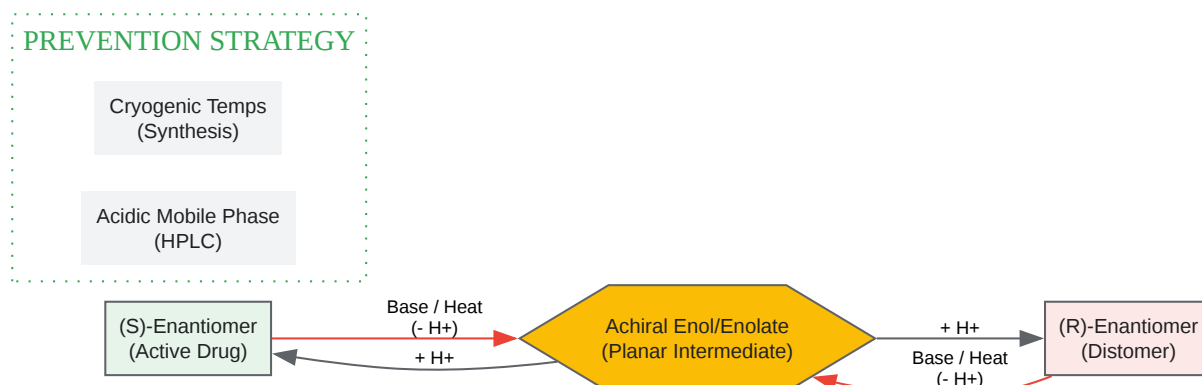 PREVENTION STRATEGY
Cryogenic Temps
(Synthesis)
Acidic Mobile Phase
(HPLC)
(S)-Enantiomer
(Active Drug)
Base / Heat
(- H+)
+ H+
Achiral Enol/Enolate
(Planar Intermediate)
+ H+
Base / Heat
(- H+)
(R)-Enantiomer
(Distomer)